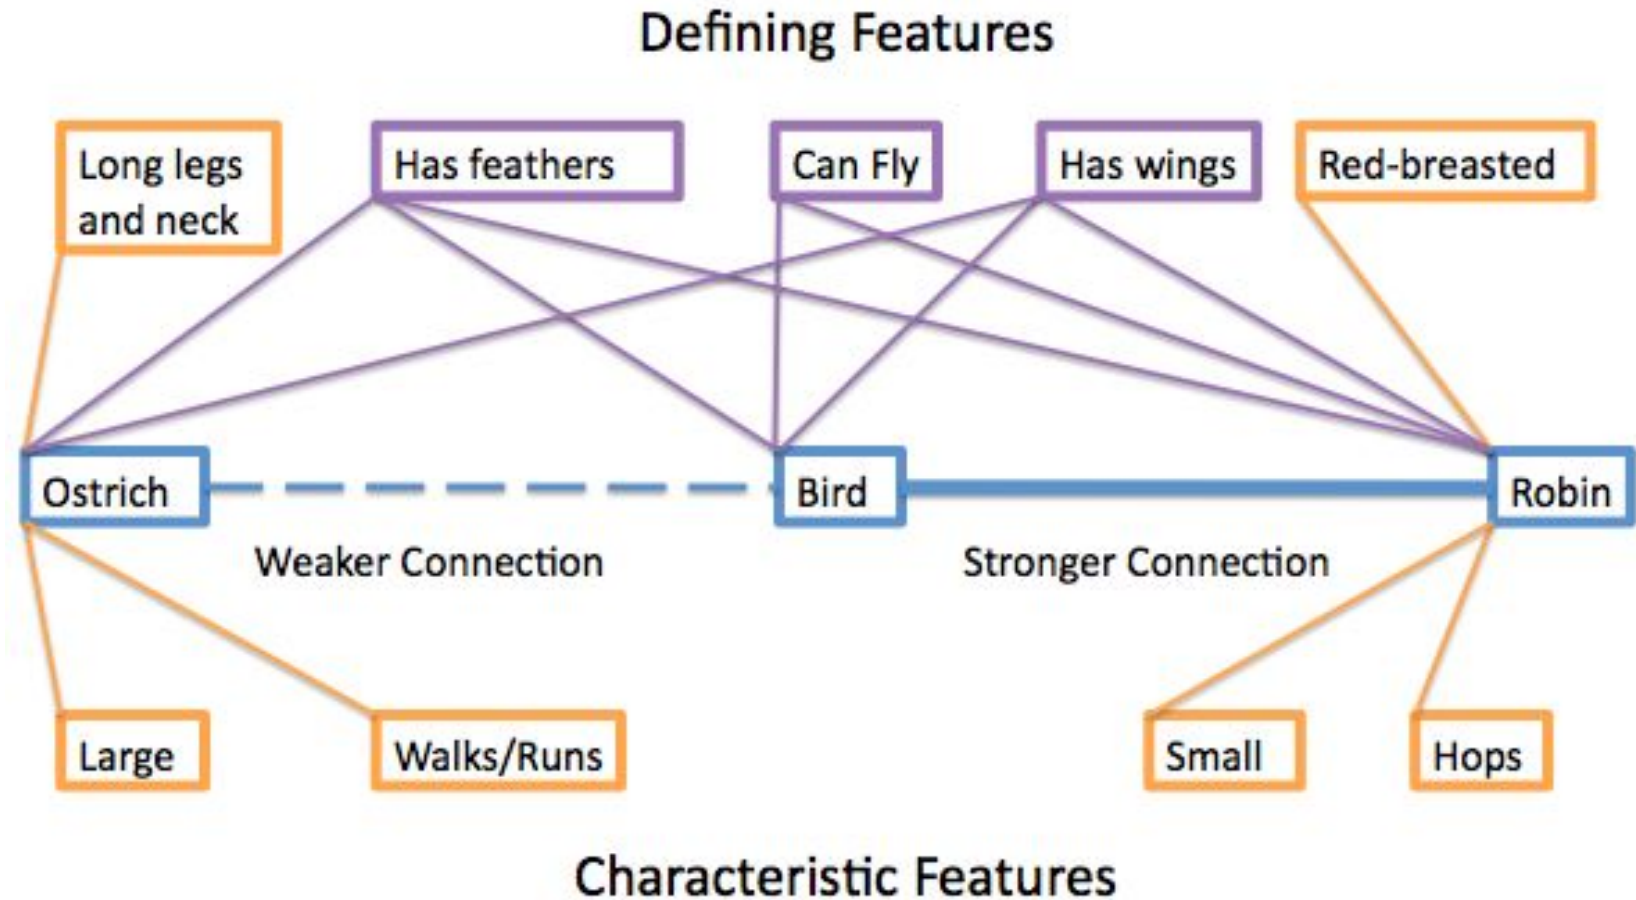 Defining Features
Long legs
and neck
Has feathers
Can Fly
Has wings
Red-breasted
Ostrich
Bird
Robin
Weaker Connection
Stronger Connection
Large
Walks/Runs
Small
Hops
Characteristic Features